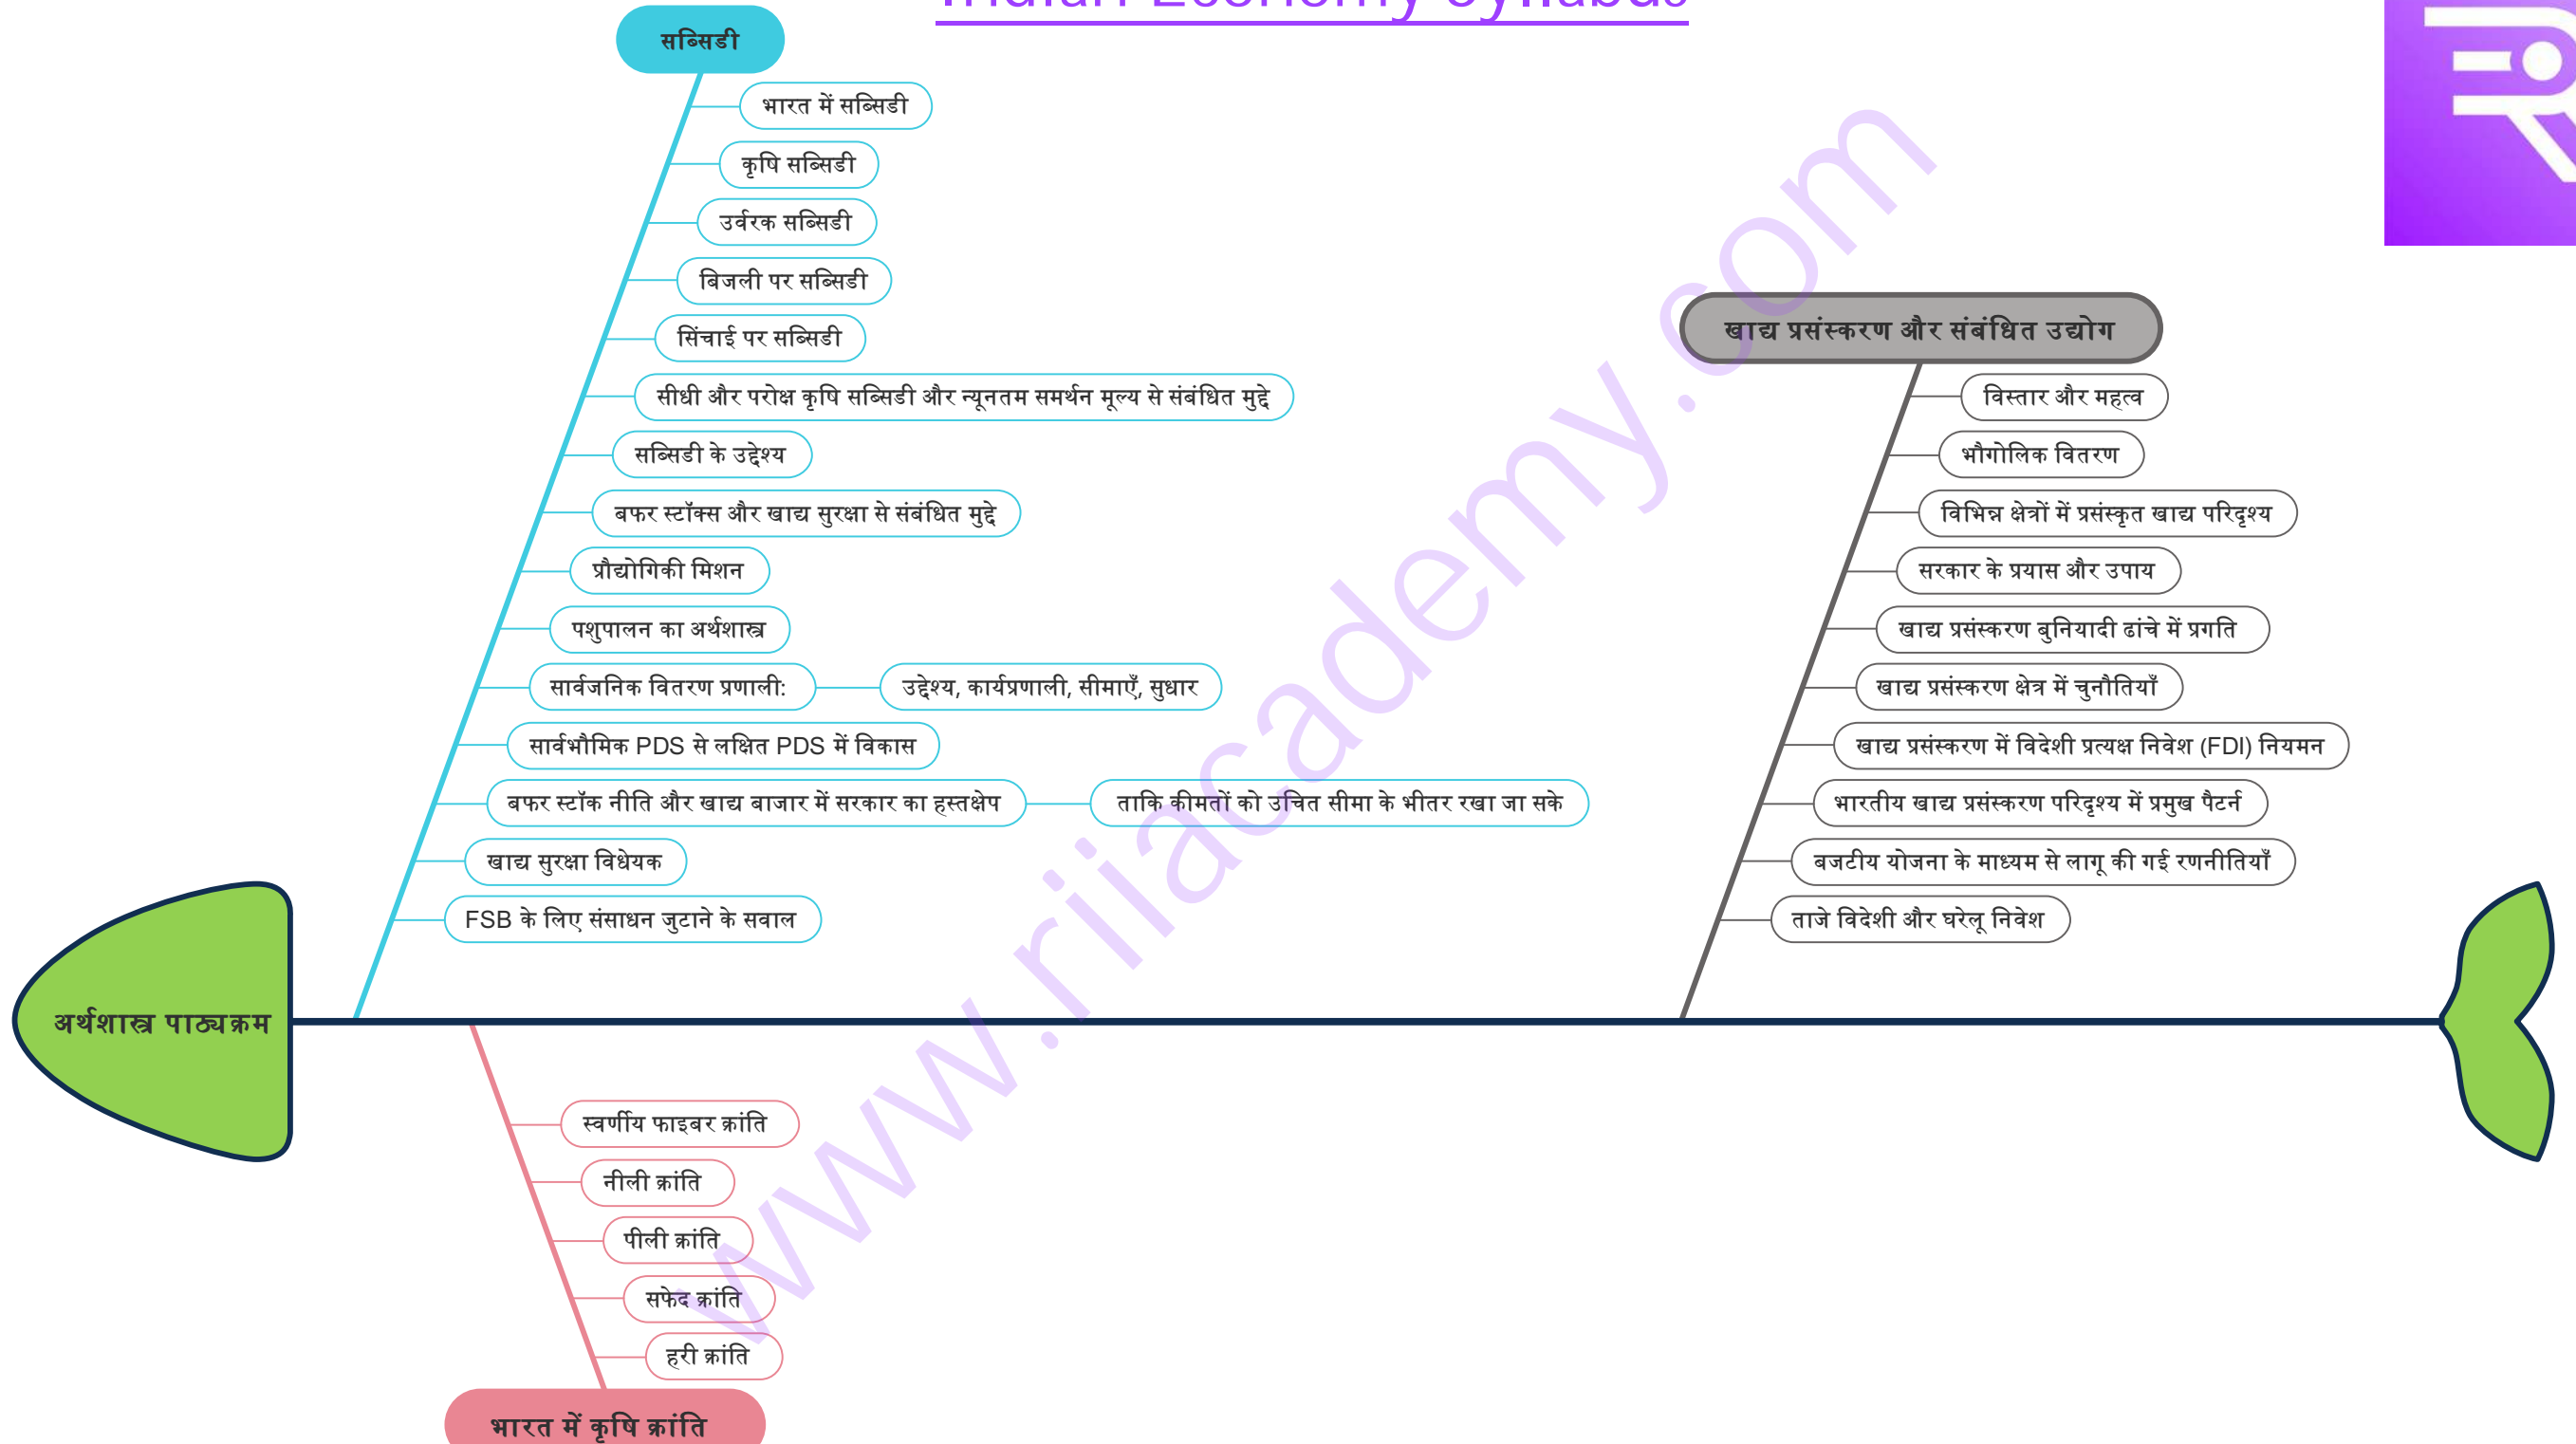 Indian Economy Syllabus
सब्सिडी
भारत में सब्सिडी
कृषि सब्सिडी
उर्वरक सब्सिडी
बिजली पर सब्सिडी
सिंचाई पर सब्सिडी
सीधी और परोक्ष कृषि सब्सिडी और न्यूनतम समर्थन मूल्य से संबंधित मुद्दे
सब्सिडी के उद्देश्य
बफर स्टॉक्स और खाद्य सुरक्षा से संबंधित मुद्दे
प्रौद्योगिकी मिशन
पशुपालन का अर्थशास्त्र
सार्वजनिक वितरण प्रणाली:
उद्देश्य, कार्यप्रणाली, सीमाएँ, सुधार
सार्वभौमिक PDS से लक्षित PDS में विकास
बफर स्टॉक नीति और खाद्य बाजार में सरकार का हस्तक्षेप
ताकि कीमतों को उचित सीमा के भीतर रखा जा सके
खाद्य सुरक्षा विधेयक
FSB के लिए संसाधन जुटाने के सवाल
खाद्य प्रसंस्करण और संबंधित उद्योग
विस्तार और महत्व
भौगोलिक वितरण
विभिन्न क्षेत्रों में प्रसंस्कृत खाद्य परिदृश्य
सरकार के प्रयास और उपाय
खाद्य प्रसंस्करण बुनियादी ढांचे में प्रगति
खाद्य प्रसंस्करण क्षेत्र में चुनौतियाँ
खाद्य प्रसंस्करण में विदेशी प्रत्यक्ष निवेश (FDI) नियमन
भारतीय खाद्य प्रसंस्करण परिदृश्य में प्रमुख पैटर्न
बजटीय योजना के माध्यम से लागू की गई रणनीतियाँ
ताजे विदेशी और घरेलू निवेश
अर्थशास्त्र पाठ्यक्रम
स्वर्णीय फाइबर क्रांति
नीली क्रांति
पीली क्रांति
सफेद क्रांति
हरी क्रांति
भारत में कृषि क्रांति
www.rijacademy.com